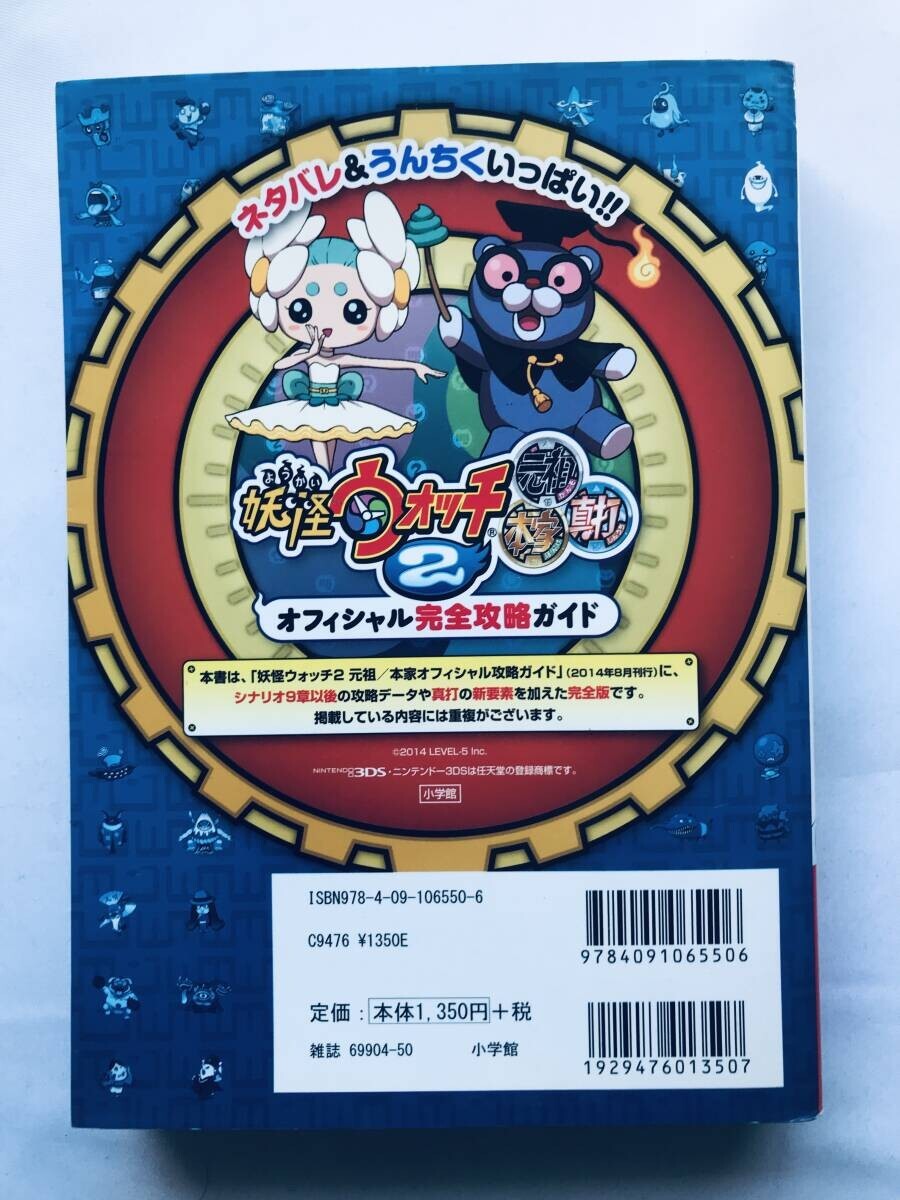 ネタバレ&うんちくいっぱい!!
ようかい
妖怪ウォッチ®
2
元祖
がんそ
本家
真打
オフィシャル完全攻略ガイド
本書は、「妖怪ウォッチ2 元祖/本家オフィシャル攻略ガイド」(2014年8月刊行)に、
シナリオ9章以後の攻略データや真打の新要素を加えた完全版です。
掲載している内容には重複がございます。
©2014 LEVEL-5 Inc.
NINTENDO 3DS・ニンテンドー3DSは任天堂の登録商標です。
小学館
ISBN978-4-09-106550-6
C9476 ¥1350E
9784091065506
定価:本体1,350円+税
雑誌 69904-50 小学館
1929476013507